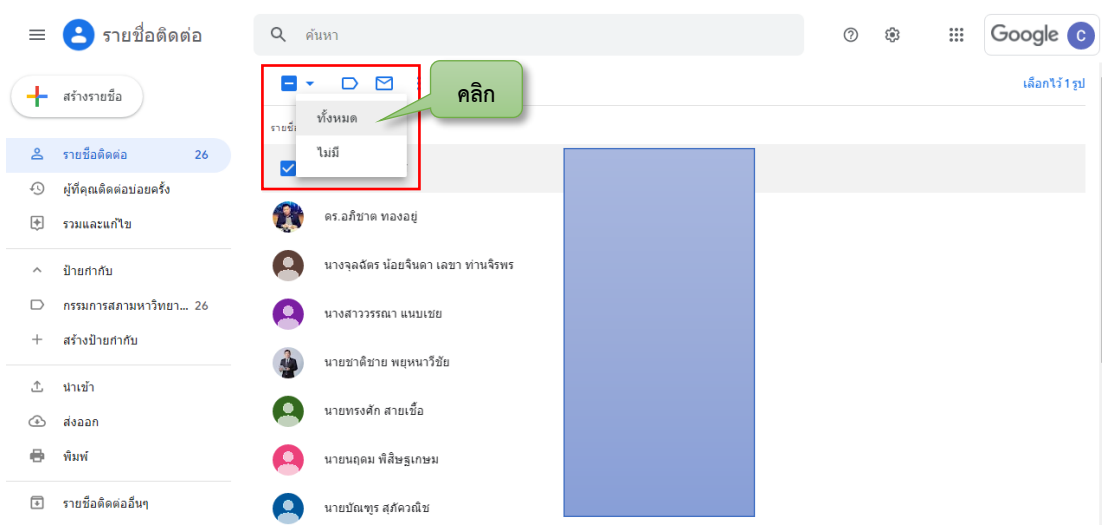 รายชื่อติดต่อ
ค้นหา
Google
C
สร้างรายชื่อ
คลิก
เลือกไว้ 1 รูป
ทั้งหมด
ไม่มี
รายชื่อติดต่อ 26
ผู้ที่คุณติดต่อบ่อยครั้ง
รวมและแก้ไข
ดร.อภิชาต ทองอยู่
ป้ายกำกับ
นางจุลฉัตร น้อยจินดา เลขา ท่านจิรพร
กรรมการสภามหาวิทยา... 26
นางสาววรรณา แนบเชย
สร้างป้ายกำกับ
นายชาติชาย พยุหนาวีชัย
นำเข้า
ส่งออก
นายทรงศัก สายเชื้อ
พิมพ์
นายนฤตม พิสิษฐเกษม
รายชื่อติดต่ออื่นๆ
นายบัณฑูร สุภัควณิช